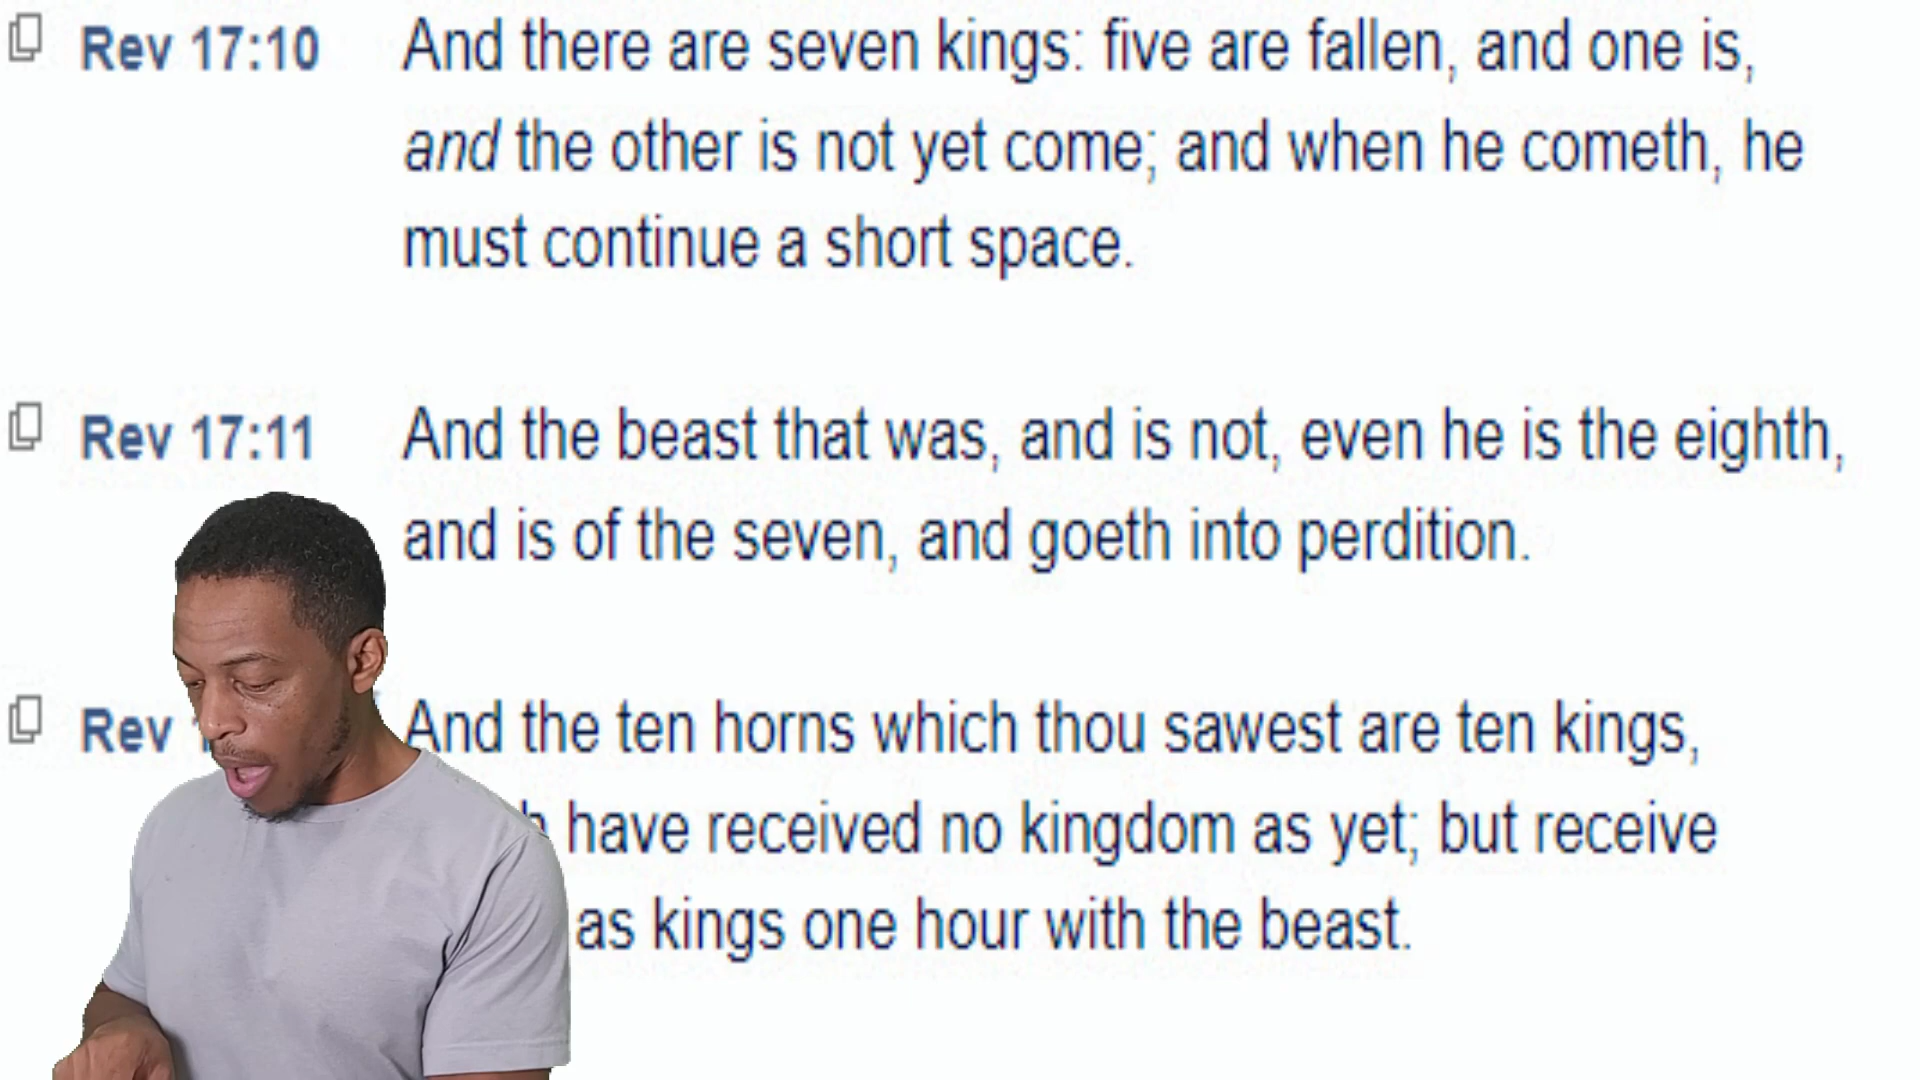 Rev 17:10 And there are seven kings: five are fallen, and one is,
and the other is not yet come; and when he cometh, he
must continue a short space.
Rev 17:11 And the beast that was, and is not, even he is the eighth,
and is of the seven, and goeth into perdition.
Rev And the ten horns which thou sawest are ten kings,
have received no kingdom as yet; but receive
as kings one hour with the beast.